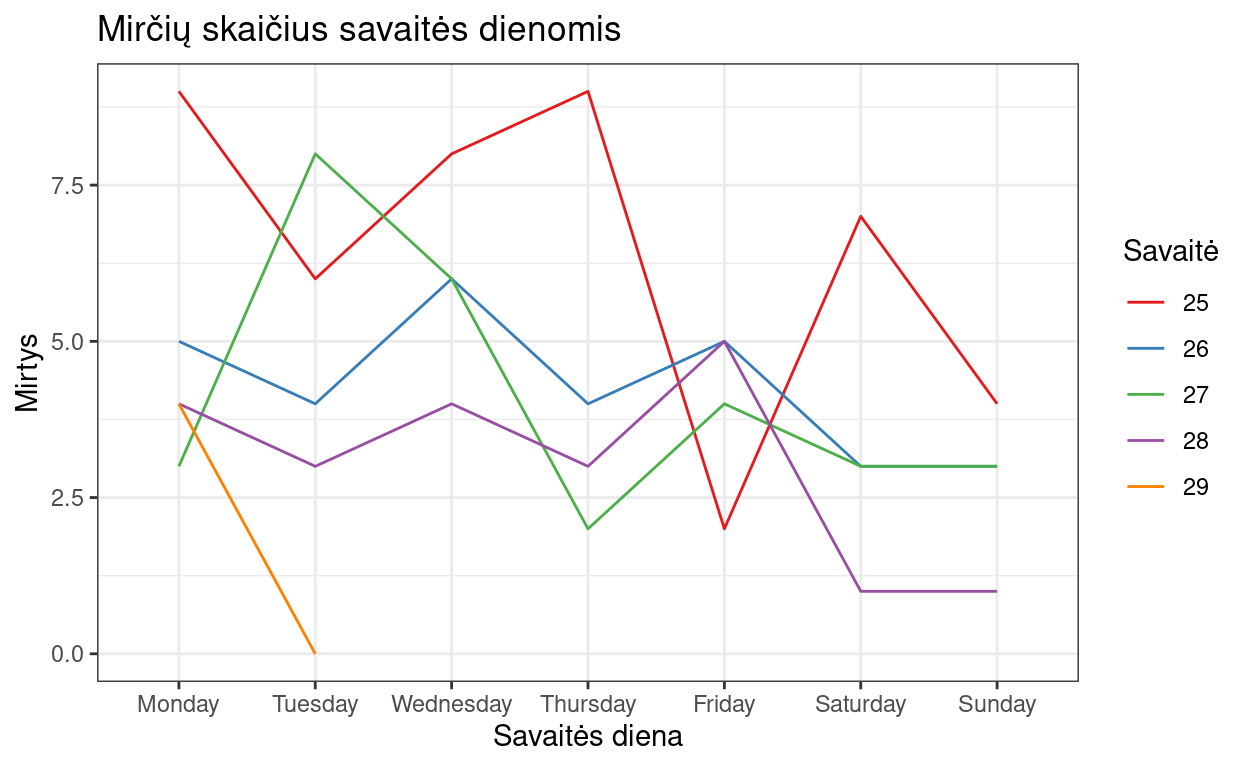 Mirčių skaičius savaitės dienomis
7.5
5.0
2.5
0.0
Mirtys
Monday Tuesday Wednesday Thursday Friday Saturday Sunday
Savaitės diena
Savaitė
25
26
27
28
29